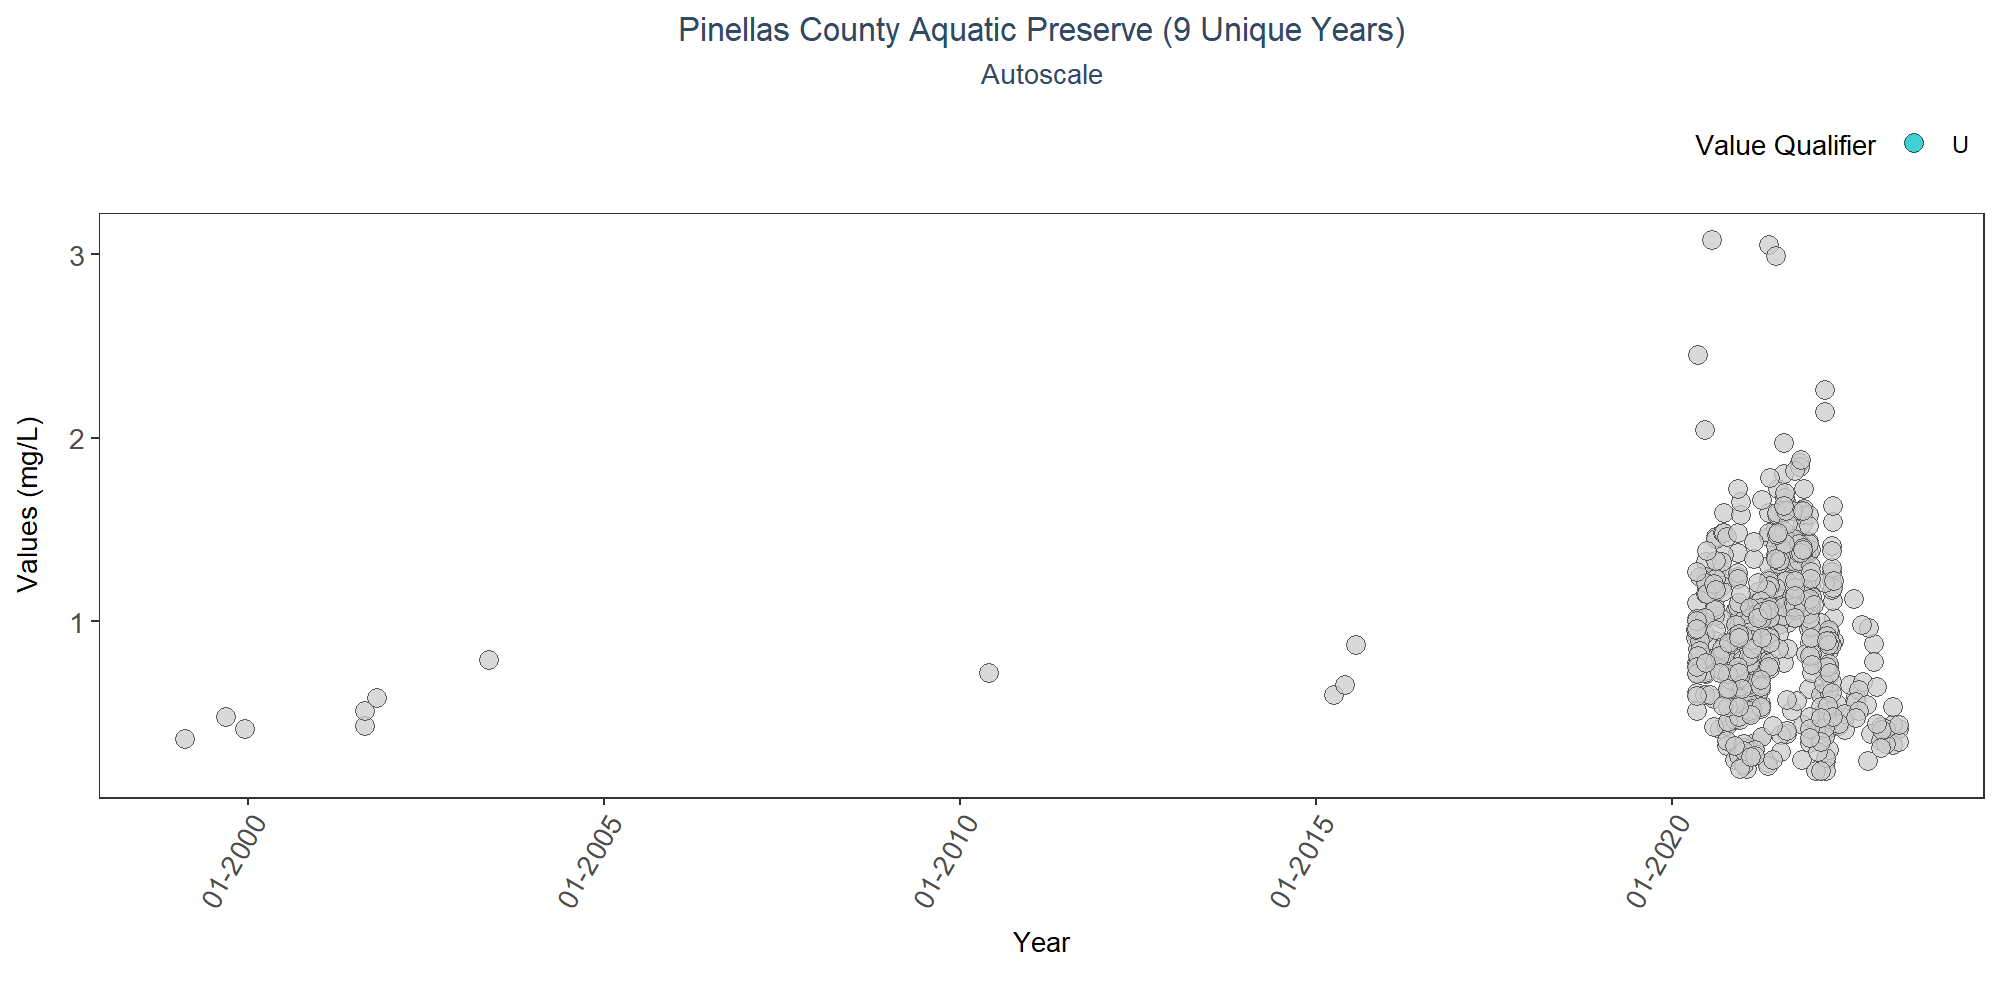 Pinellas County Aquatic Preserve (9 Unique Years)
Autoscale
Value Qualifier U
Values (mg/L)
3
2
1
01-2000
01-2005
01-2010
01-2015
01-2020
Year